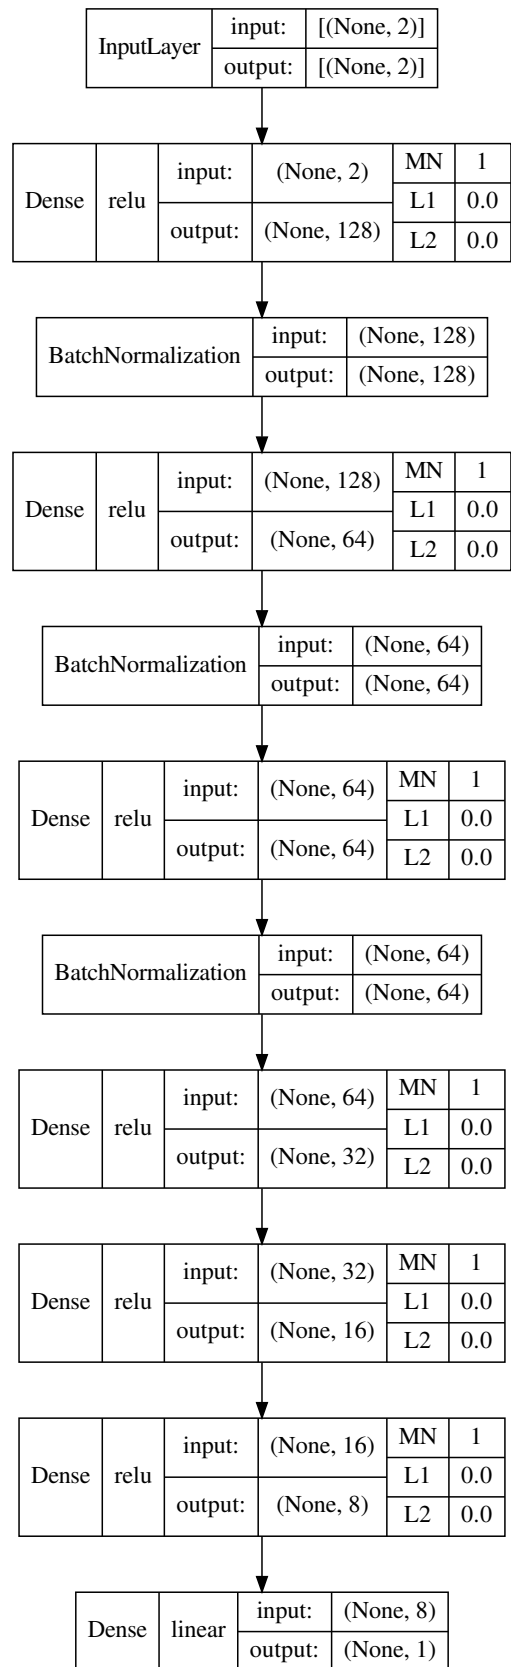 InputLayer input: [(None, 2)]
output: [(None, 2)]
Dense relu input: (None, 2) MN 1
L1 0.0
output: (None, 128) L2 0.0
BatchNormalization input: (None, 128)
output: (None, 128)
Dense relu input: (None, 128) MN 1
L1 0.0
output: (None, 64) L2 0.0
BatchNormalization input: (None, 64)
output: (None, 64)
Dense relu input: (None, 64) MN 1
L1 0.0
output: (None, 64) L2 0.0
BatchNormalization input: (None, 64)
output: (None, 64)
Dense relu input: (None, 64) MN 1
L1 0.0
output: (None, 32) L2 0.0
Dense relu input: (None, 32) MN 1
L1 0.0
output: (None, 16) L2 0.0
Dense relu input: (None, 16) MN 1
L1 0.0
output: (None, 8) L2 0.0
Dense linear input: (None, 8)
output: (None, 1)